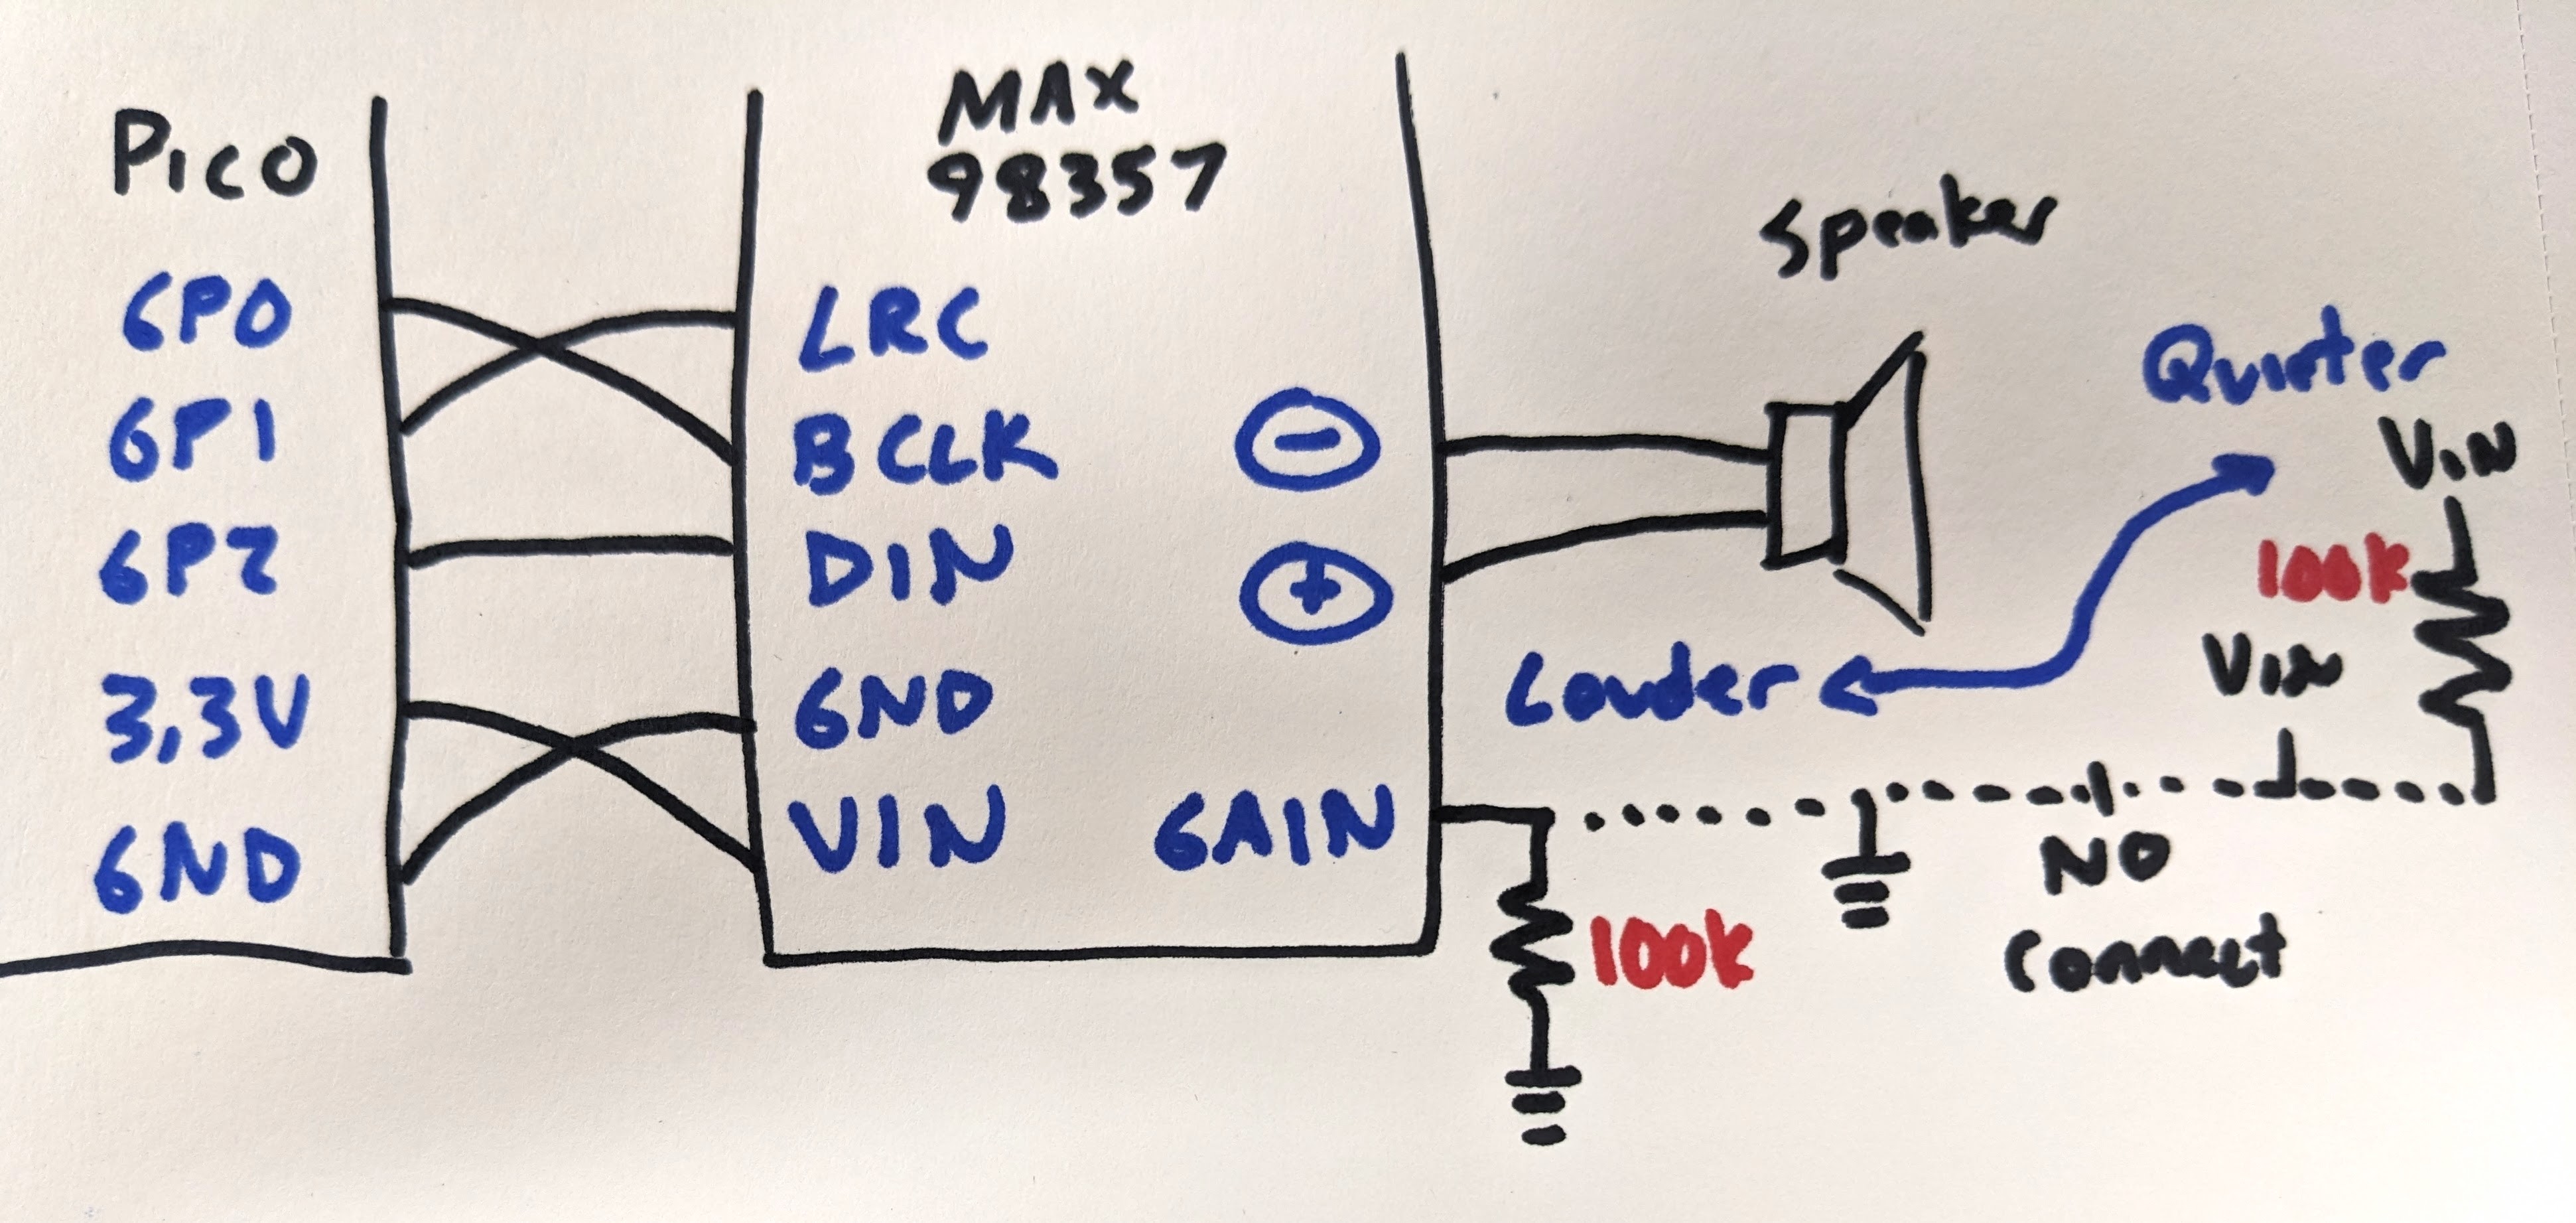 Pico
GP0
GP1
GP2
3.3V
GND
MAX
98357
LRC
BCLK
DIN
GND
VIN
-
+
GAIN
Speaker
Louder
Quieter
VIN
100k
VIN
NO
Connect
100k